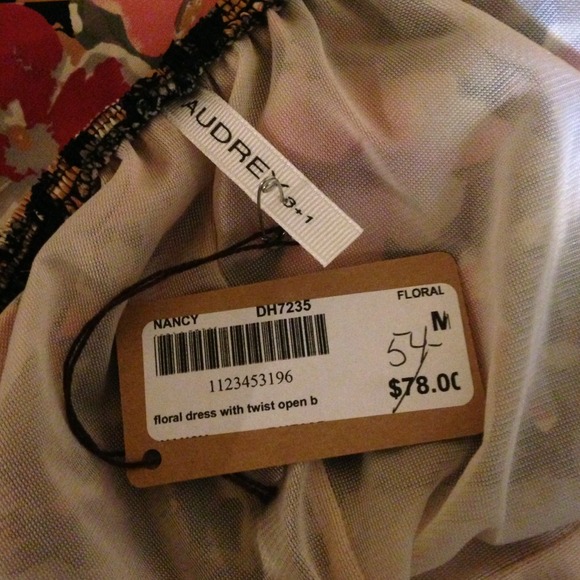 AUDREY 3+1
NANCY DH7235 FLORAL
M
54-
1123453196
$78.00
floral dress with twist open b